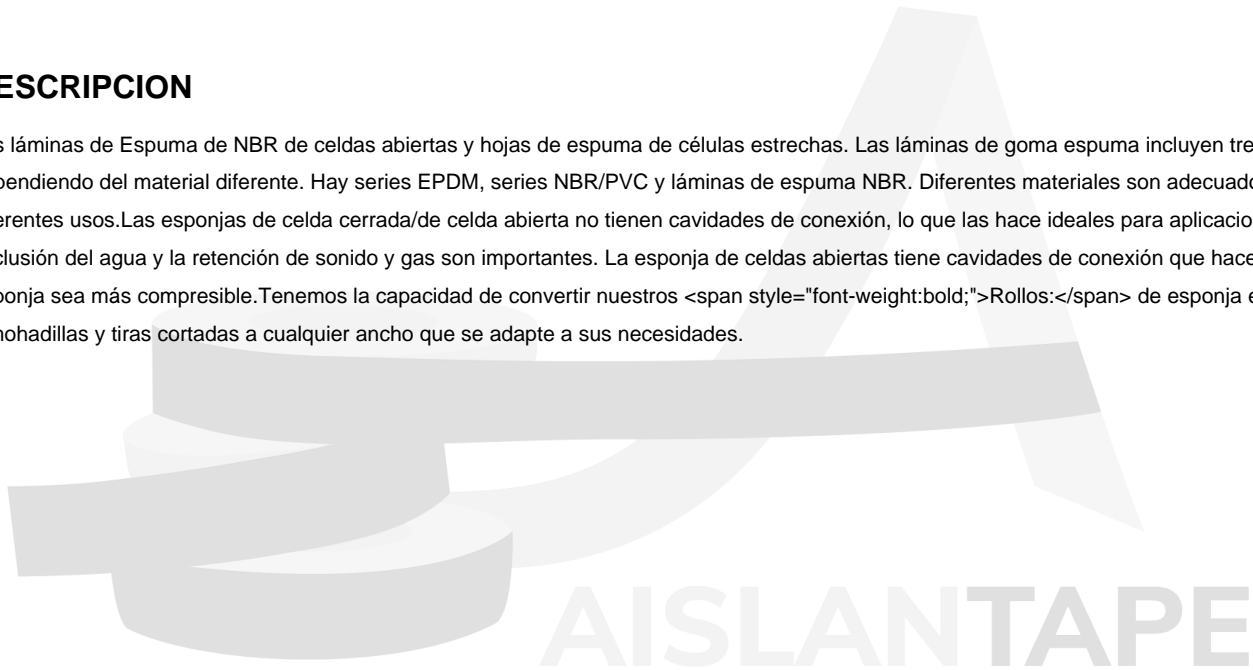 ESCRIPCION
s láminas de Espuma de NBR de celdas abiertas y hojas de espuma de células estrechas. Las láminas de goma espuma incluyen tre
pendiendo del material diferente. Hay series EPDM, series NBR/PVC y láminas de espuma NBR. Diferentes materiales son adecuado
erentes usos.Las esponjas de celda cerrada/de celda abierta no tienen cavidades de conexión, lo que las hace ideales para aplicacio
clusión del agua y la retención de sonido y gas son importantes. La esponja de celdas abiertas tiene cavidades de conexión que hace
ponja sea más compresible.Tenemos la capacidad de convertir nuestros <span style="font-weight:bold;">Rollos:</span> de esponja e
mohadillas y tiras cortadas a cualquier ancho que se adapte a sus necesidades.
AISLANTAPE